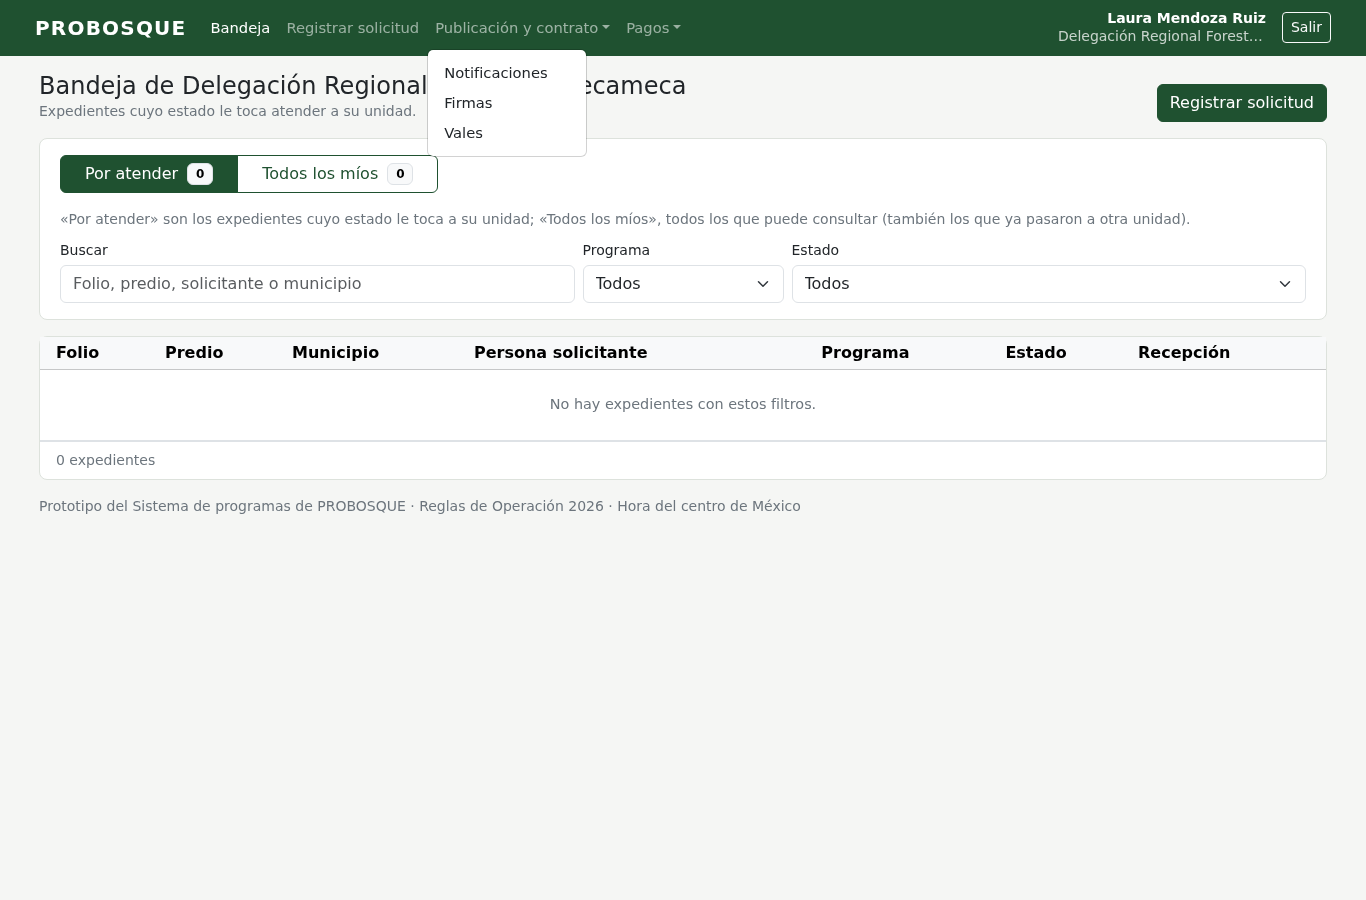 PROBOSQUE Bandeja Registrar solicitud Publicación y contrato Pagos Laura Mendoza Ruiz
Delegación Regional Forest... Salir
Notificaciones
Firmas
Vales
Bandeja de Delegación Regional ecameca
Expedientes cuyo estado le toca atender a su unidad.
Registrar solicitud
Por atender 0 Todos los míos 0
«Por atender» son los expedientes cuyo estado le toca a su unidad; «Todos los míos», todos los que puede consultar (también los que ya pasaron a otra unidad).
Buscar Programa Estado
Folio, predio, solicitante o municipio Todos Todos
Folio Predio Municipio Persona solicitante Programa Estado Recepción
No hay expedientes con estos filtros.
0 expedientes
Prototipo del Sistema de programas de PROBOSQUE · Reglas de Operación 2026 · Hora del centro de México